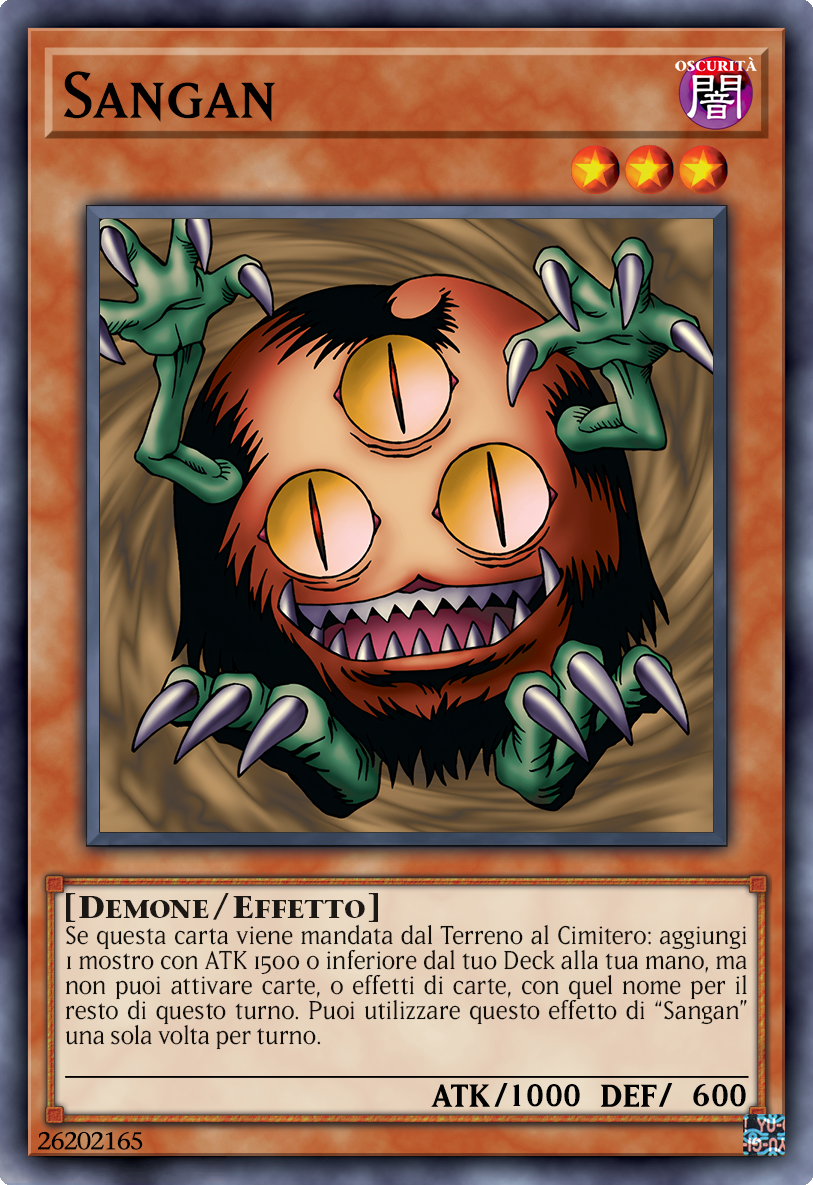 Sangan
OSCURITÀ
闇
[Demone/Effetto]
Se questa carta viene mandata dal Terreno al Cimitero: aggiungi
1 mostro con ATK 1500 o inferiore dal tuo Deck alla tua mano, ma
non puoi attivare carte, o effetti di carte, con quel nome per il
resto di questo turno. Puoi utilizzare questo effetto di “Sangan”
una sola volta per turno.
ATK/1000 DEF/ 600
26202165